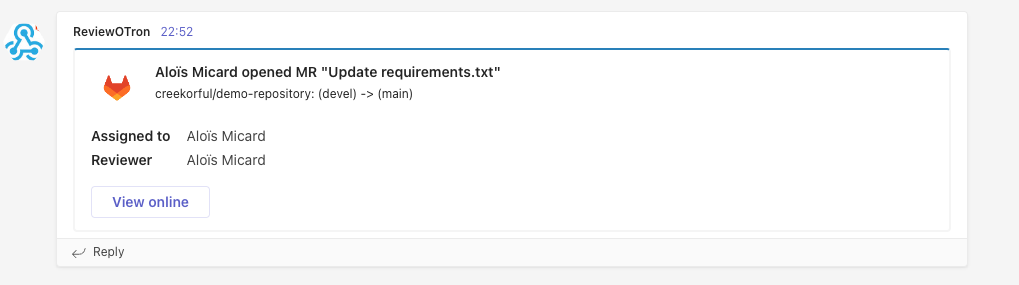 ReviewOTron 22:52
Aloïs Micard opened MR "Update requirements.txt"
creekorful/demo-repository: (devel) -> (main)
Assigned to Aloïs Micard
Reviewer Aloïs Micard
View online
Reply